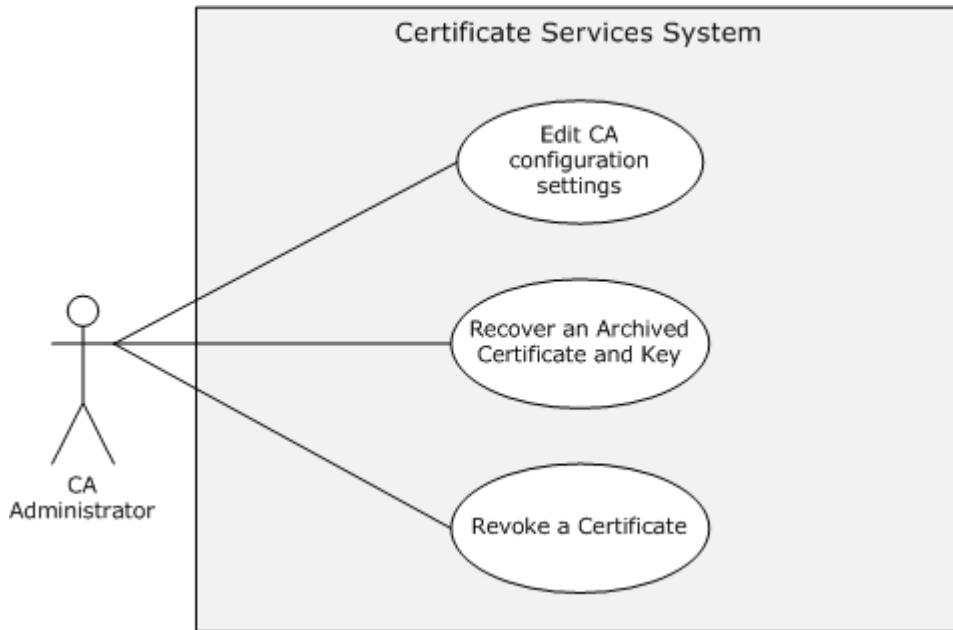 Certificate Services System
Edit CA
configuration
settings
Recover an Archived
Certificate and Key
CA
Administrator
Revoke a Certificate